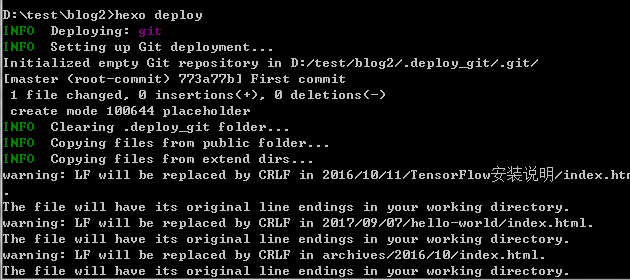 D:\test\blog2>hexo deploy
INFO  Deploying: git
INFO  Setting up Git deployment...
Initialized empty Git repository in D:/test/blog2/.deploy_git/.git/
[master (root-commit) 773a77b] First commit
 1 file changed, 0 insertions(+), 0 deletions(-)
 create mode 100644 placeholder
INFO  Clearing .deploy_git folder...
INFO  Copying files from public folder...
INFO  Copying files from extend dirs...
warning: LF will be replaced by CRLF in 2016/10/11/TensorFlow安装说明/index.htm
.
The file will have its original line endings in your working directory.
warning: LF will be replaced by CRLF in 2017/09/07/hello-world/index.html.
The file will have its original line endings in your working directory.
warning: LF will be replaced by CRLF in archives/2016/10/index.html.
The file will have its original line endings in your working directory.